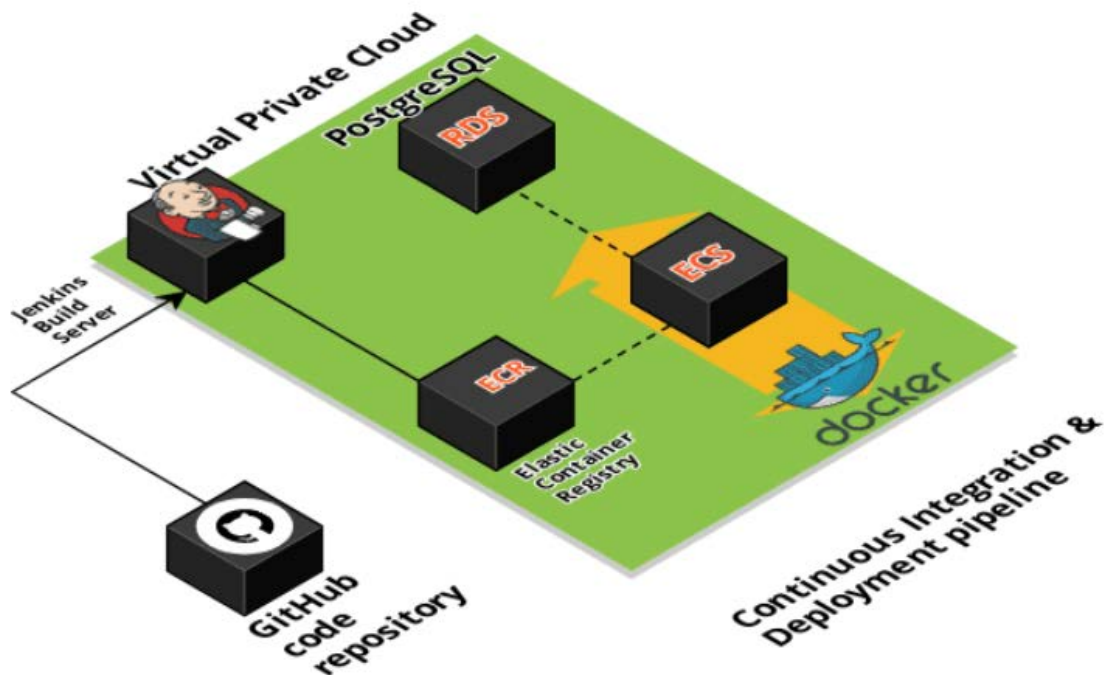 Virtual Private Cloud
PostgreSQL
RDS
ECS
Jenkins
Build
Server
ECR
Elastic
Container
Registry
docker
GitHub
code
repository
Continuous Integration &
Deployment pipeline